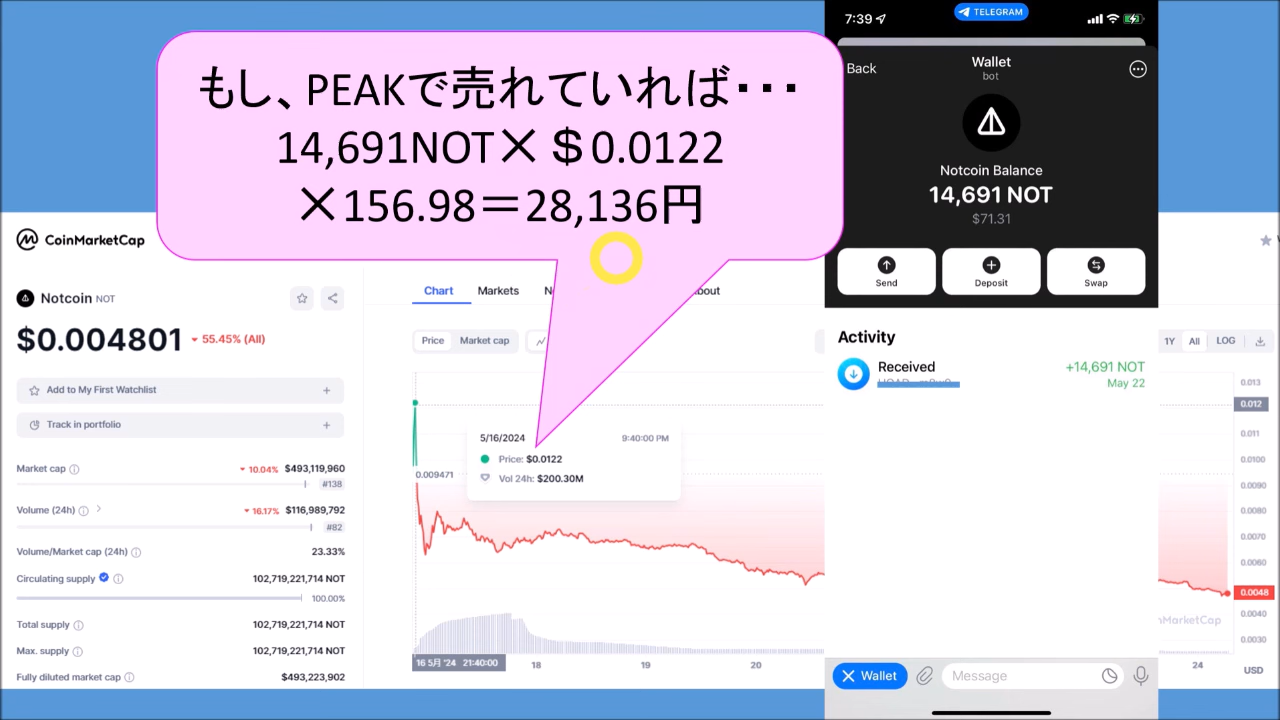 もし、PEAKで売れていれば・・・
14,691NOT×＄0.0122
×156.98＝28,136円
CoinMarketCap
Notcoin NOT
$0.004801 55.45% (All)
Add to My First Watchlist +
Track in portfolio +
Market cap 10.04% $493,119,960
#138
Volume (24h) 16.17% $116,989,792
#82
Volume/Market cap (24h) 23.33%
Circulating supply 102,719,221,714 NOT
100.00%
Total supply 102,719,221,714 NOT
Max. supply 102,719,221,714 NOT
Fully diluted market cap $493,223,902
Chart Markets
Price Market cap
5/16/2024 9:40:00 PM
Price: $0.0122
Vol 24h: $200.30M
0.009471
16 5月 '24 21:40:00 18 19 20
7:39 TELEGRAM
Back Wallet
bot
Notcoin Balance
14,691 NOT
$71.31
Send Deposit Swap
Activity
Received +14,691 NOT
May 22
Wallet Message
1Y All LOG
0.013
0.012
0.011
0.0100
0.0090
0.0080
0.0070
0.0060
0.0048
0.0040
0.0030
24 USD